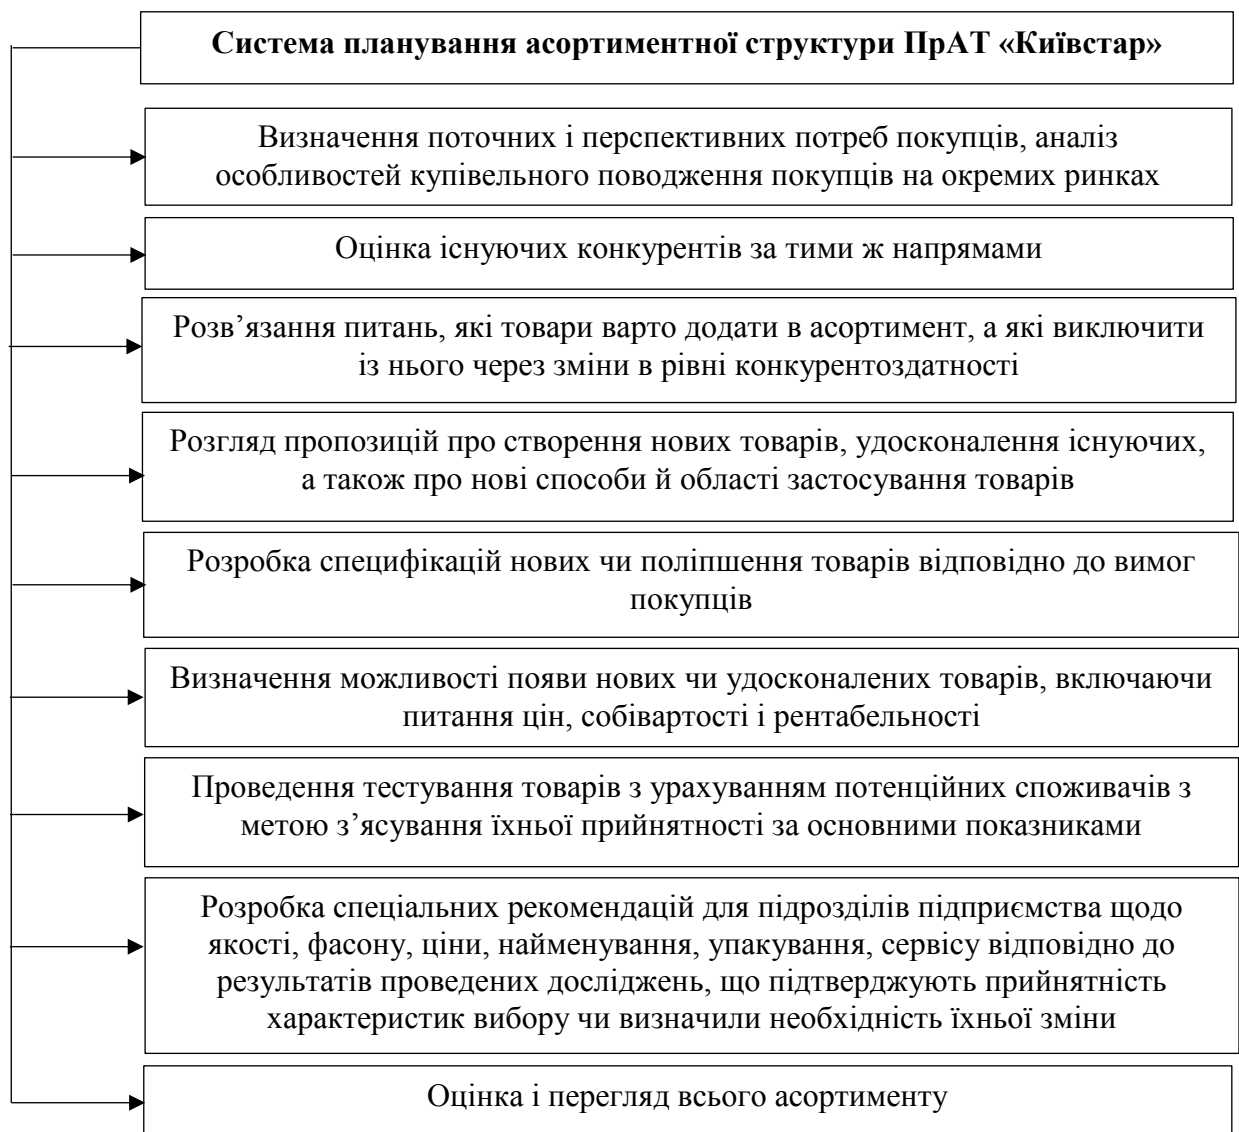 Система планування асортиментної структури ПрАТ «Київстар»
Визначення поточних і перспективних потреб покупців, аналіз
особливостей купівельного поводження покупців на окремих ринках
Оцінка існуючих конкурентів за тими ж напрямами
Розв’язання питань, які товари варто додати в асортимент, а які виключити
із нього через зміни в рівні конкурентоздатності
Розгляд пропозицій про створення нових товарів, удосконалення існуючих,
а також про нові способи й області застосування товарів
Розробка специфікацій нових чи поліпшення товарів відповідно до вимог
покупців
Визначення можливості появи нових чи удосконалених товарів, включаючи
питання цін, собівартості і рентабельності
Проведення тестування товарів з урахуванням потенційних споживачів з
метою з’ясування їхньої прийнятності за основними показниками
Розробка спеціальних рекомендацій для підрозділів підприємства щодо
якості, фасону, ціни, найменування, упакування, сервісу відповідно до
результатів проведених досліджень, що підтверджують прийнятність
характеристик вибору чи визначили необхідність їхньої зміни
Оцінка і перегляд всього асортименту